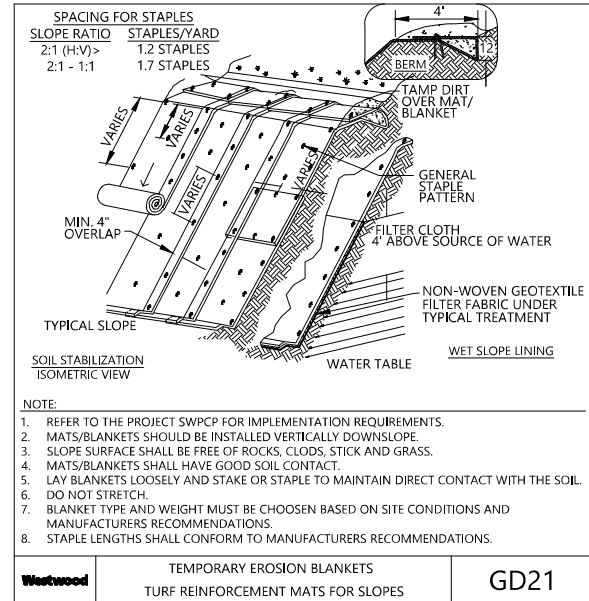 SPACING FOR STAPLES
SLOPE RATIO STAPLES/YARD
2:1 (H:V)> 1.2 STAPLES
2:1 - 1:1 1.7 STAPLES
4'
12"
BERM
TAMP DIRT
OVER MAT/
BLANKET
VARIES
VARIES
VARIES
VARIES
GENERAL
STAPLE
PATTERN
MIN. 4"
OVERLAP
FILTER CLOTH
4' ABOVE SOURCE OF WATER
NON-WOVEN GEOTEXTILE
FILTER FABRIC UNDER
TYPICAL TREATMENT
TYPICAL SLOPE
SOIL STABILIZATION
ISOMETRIC VIEW
WATER TABLE
WET SLOPE LINING
NOTE:
1. REFER TO THE PROJECT SWPCP FOR IMPLEMENTATION REQUIREMENTS.
2. MATS/BLANKETS SHOULD BE INSTALLED VERTICALLY DOWNSLOPE.
3. SLOPE SURFACE SHALL BE FREE OF ROCKS, CLODS, STICK AND GRASS.
4. MATS/BLANKETS SHALL HAVE GOOD SOIL CONTACT.
5. LAY BLANKETS LOOSELY AND STAKE OR STAPLE TO MAINTAIN DIRECT CONTACT WITH THE SOIL.
6. DO NOT STRETCH.
7. BLANKET TYPE AND WEIGHT MUST BE CHOOSEN BASED ON SITE CONDITIONS AND
MANUFACTURERS RECOMMENDATIONS.
8. STAPLE LENGTHS SHALL CONFORM TO MANUFACTURERS RECOMMENDATIONS.
Westwood
TEMPORARY EROSION BLANKETS
TURF REINFORCEMENT MATS FOR SLOPES
GD21